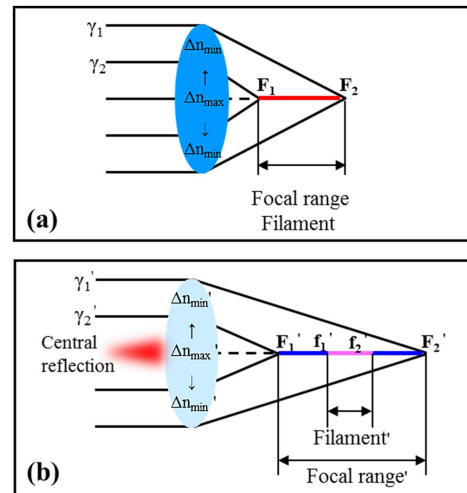 γ₁
Δnmin
γ₂
↑
Δnmax
F₁
F₂
↓
Δnmin
Focal range
Filament
(a)
γ₁'
Δnmin'
γ₂'
↑
Central
reflection
Δnmax'
F₁'
f₁'
f₂'
F₂'
↓
Δnmin'
Filament'
Focal range'
(b)